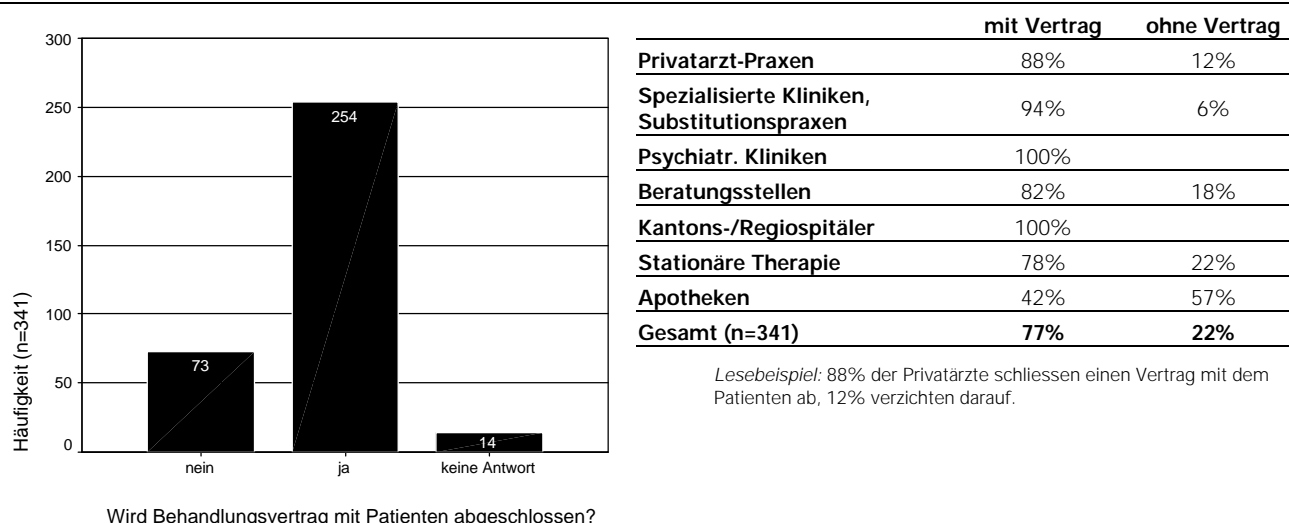 300
250
200
150
100
50
0
Häufigkeit (n=341)
73
254
14
nein ja keine Antwort
Wird Behandlungsvertrag mit Patienten abgeschlossen?
mit Vertrag ohne Vertrag
Privatarzt-Praxen 88% 12%
Spezialisierte Kliniken,
Substitutionspraxen 94% 6%
Psychiatr. Kliniken 100%
Beratungsstellen 82% 18%
Kantons-/Regiospitäler 100%
Stationäre Therapie 78% 22%
Apotheken 42% 57%
Gesamt (n=341) 77% 22%
Lesebeispiel: 88% der Privatärzte schliessen einen Vertrag mit dem
Patienten ab, 12% verzichten darauf.